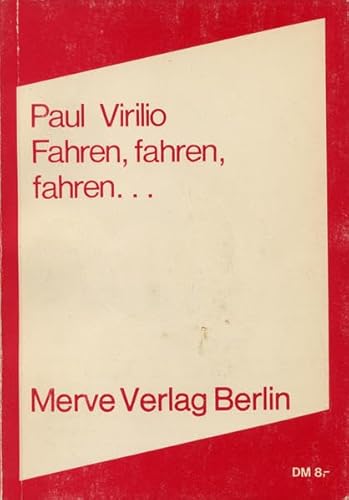 Paul Virilio
Fahren, fahren,
fahren...
Merve Verlag Berlin
DM 8,-